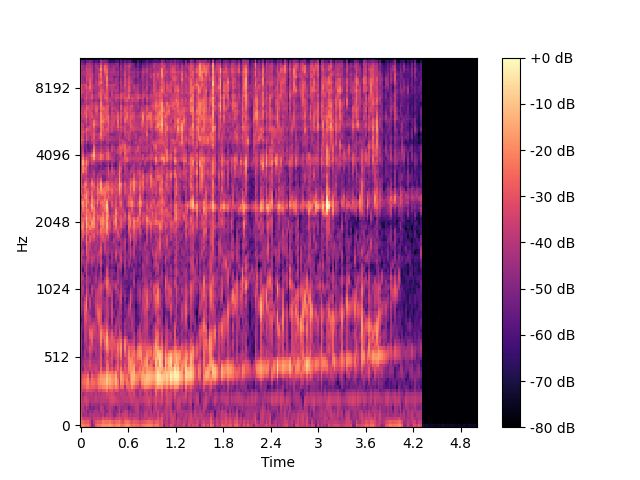 8192
4096
2048
1024
512
0
Hz
0 0.6 1.2 1.8 2.4 3 3.6 4.2 4.8
Time
+0 dB
-10 dB
-20 dB
-30 dB
-40 dB
-50 dB
-60 dB
-70 dB
-80 dB